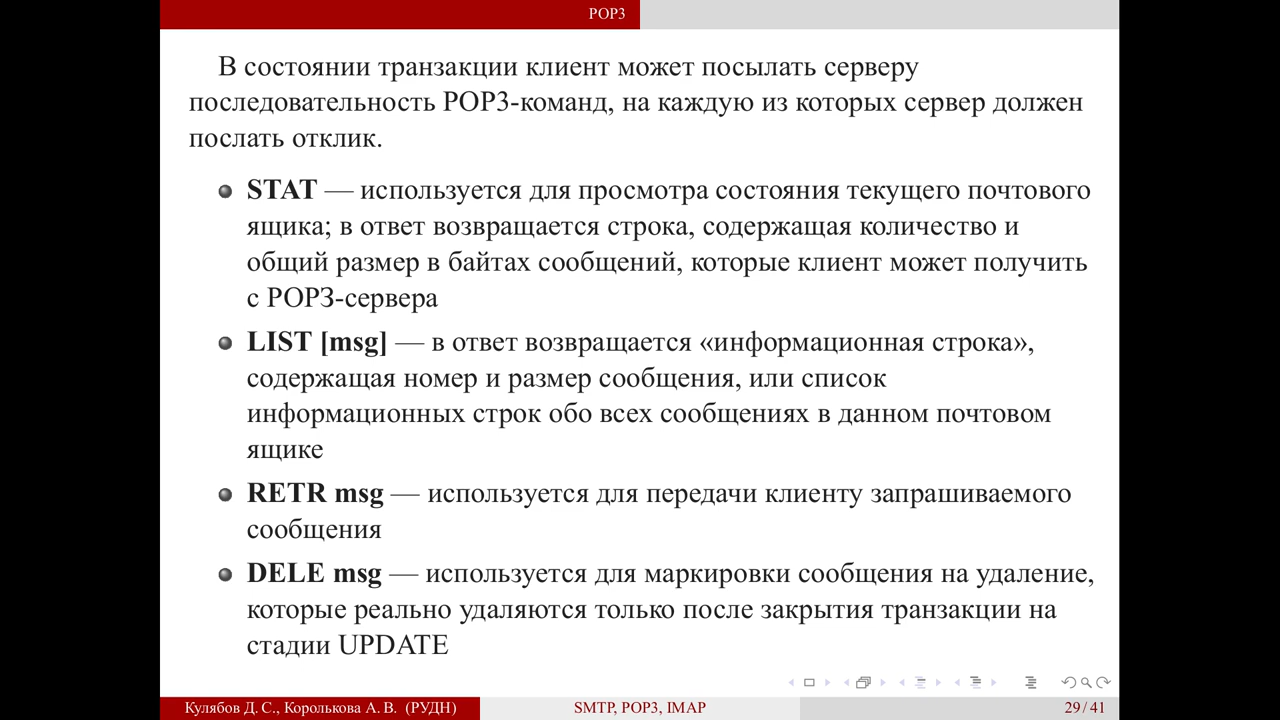 POP3
В состоянии транзакции клиент может посылать серверу
последовательность POP3-команд, на каждую из которых сервер должен
послать отклик.
STAT — используется для просмотра состояния текущего почтового
ящика; в ответ возвращается строка, содержащая количество и
общий размер в байтах сообщений, которые клиент может получить
с POP3-сервера
LIST [msg] — в ответ возвращается «информационная строка»,
содержащая номер и размер сообщения, или список
информационных строк обо всех сообщениях в данном почтовом
ящике
RETR msg — используется для передачи клиенту запрашиваемого
сообщения
DELE msg — используется для маркировки сообщения на удаление,
которые реально удаляются только после закрытия транзакции на
стадии UPDATE
Кулябов Д. С., Королькова А. В. (РУДН)
SMTP, POP3, IMAP
29 / 41